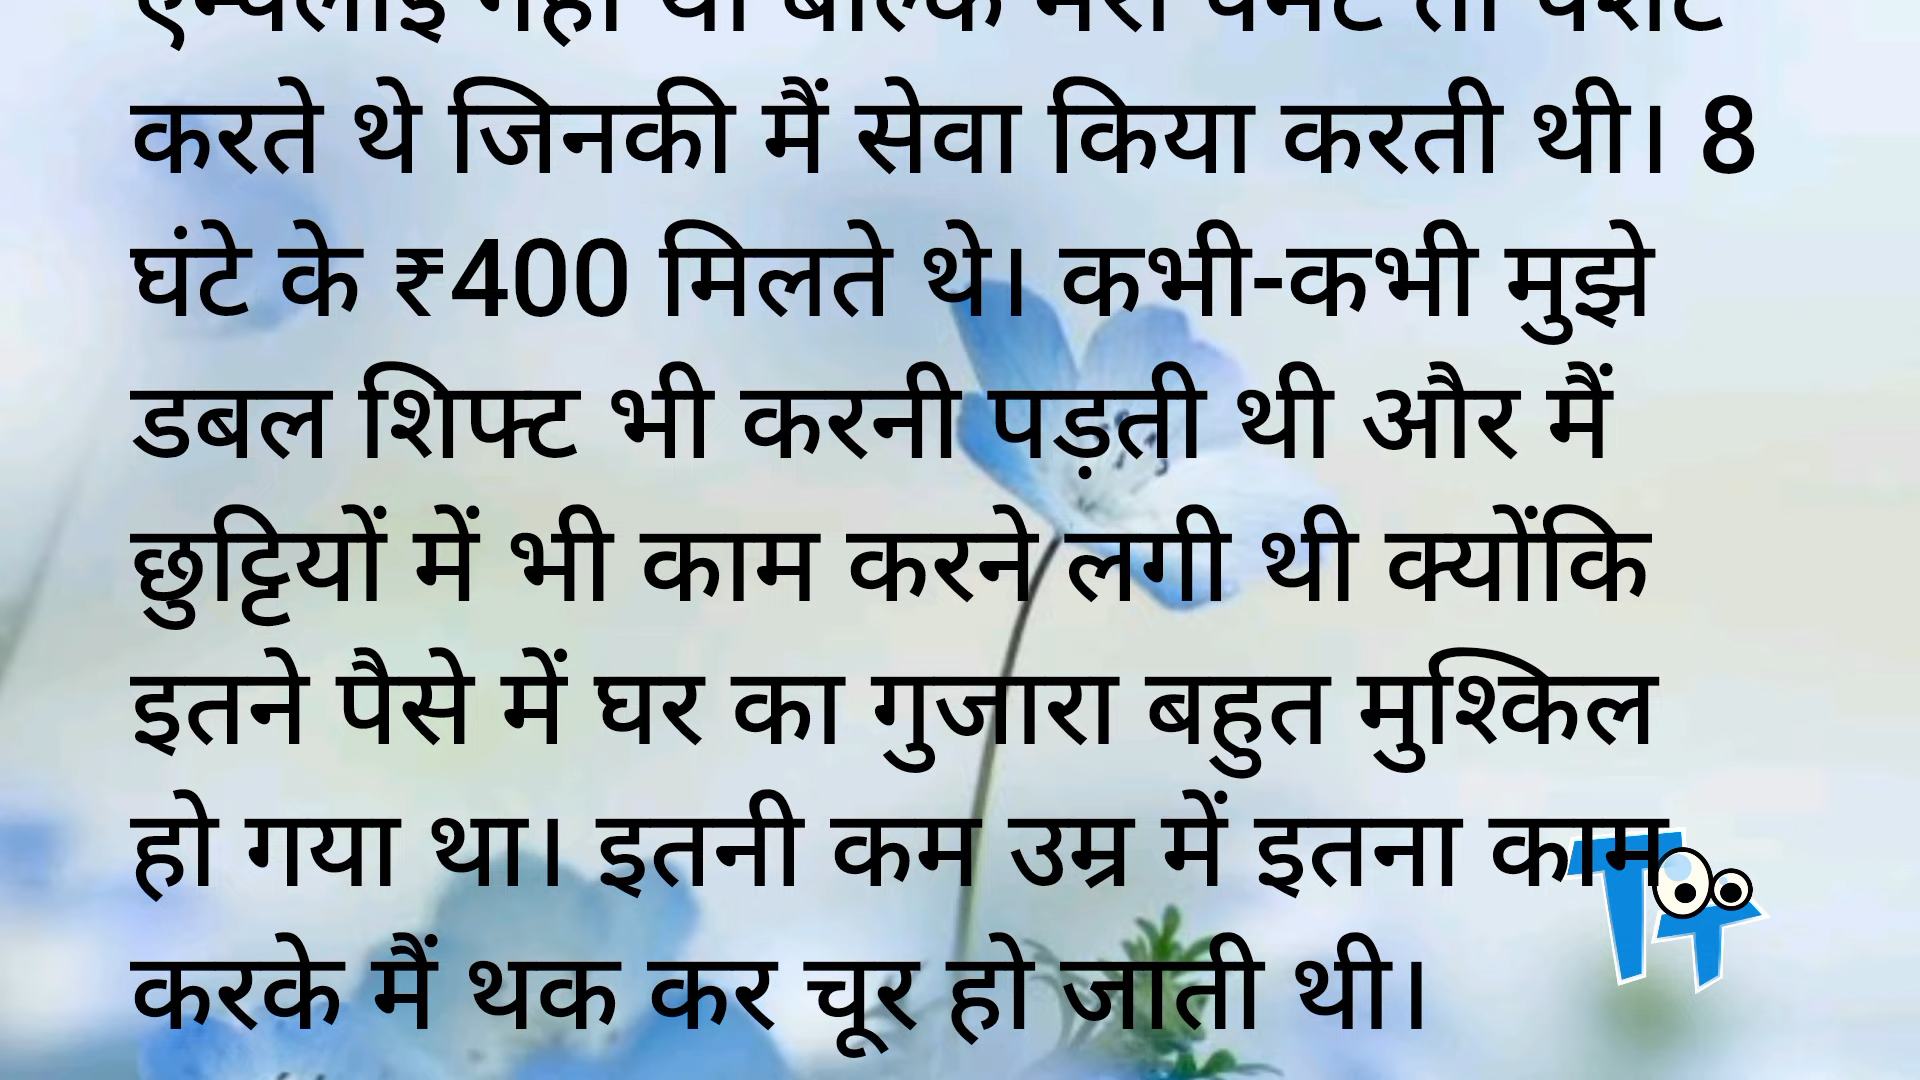 करते थे जिनकी मैं सेवा किया करती थी। 8
घंटे के ₹400 मिलते थे। कभी-कभी मुझे
डबल शिफ्ट भी करनी पड़ती थी और मैं
छुट्टियों में भी काम करने लगी थी क्योंकि
इतने पैसे में घर का गुजारा बहुत मुश्किल
हो गया था। इतनी कम उम्र में इतना काम
करके मैं थक कर चूर हो जाती थी।